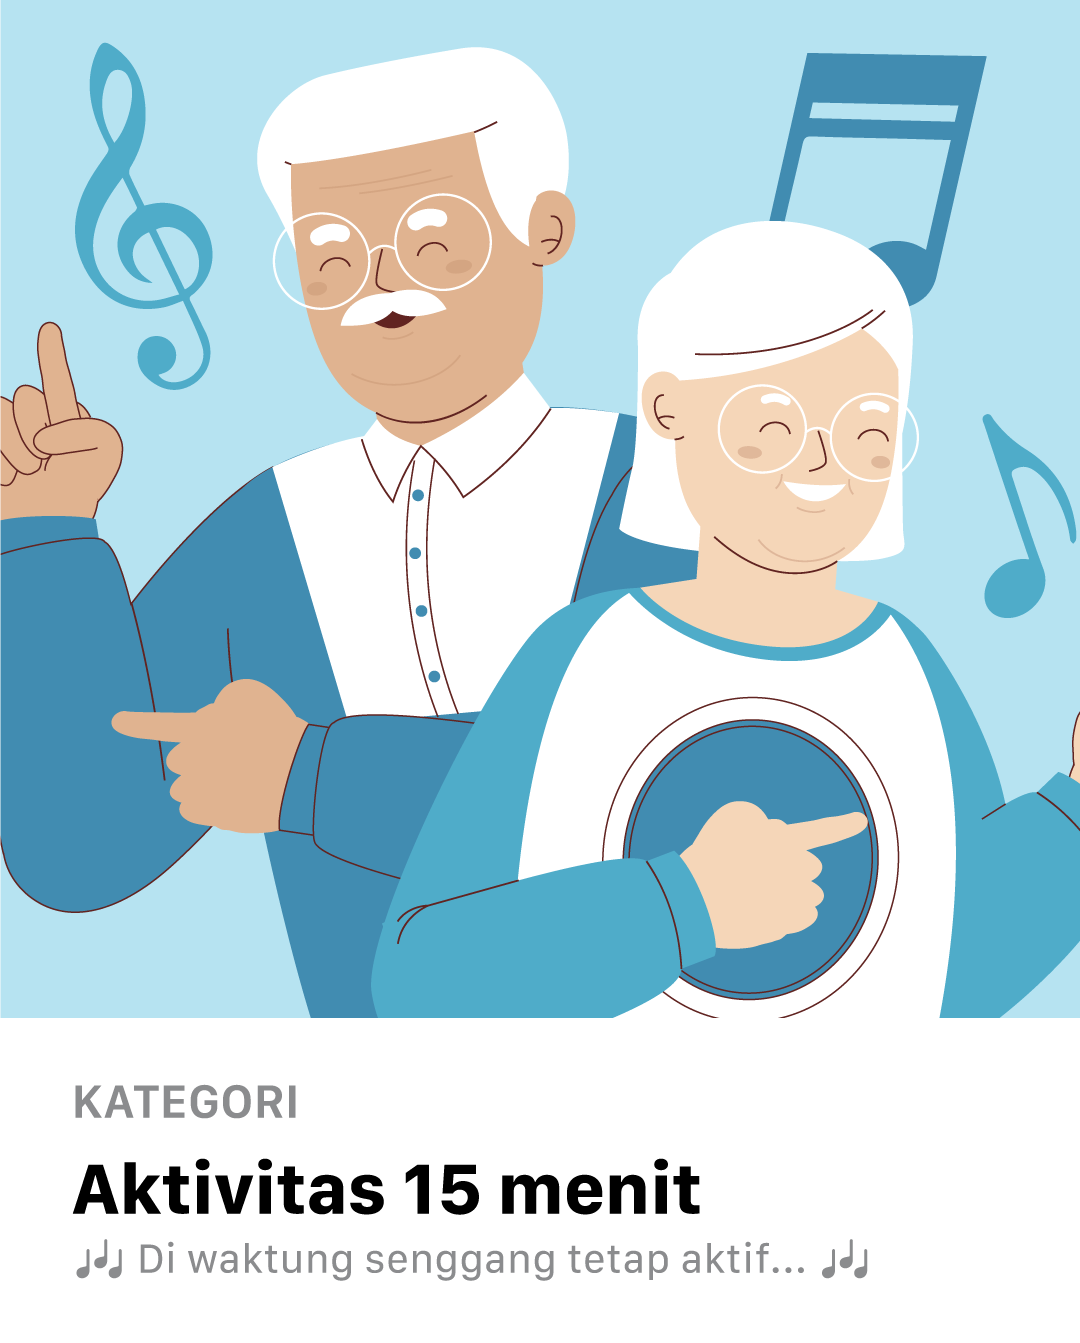 KATEGORI
Aktivitas 15 menit
🎶 Di waktung senggang tetap aktif... 🎶